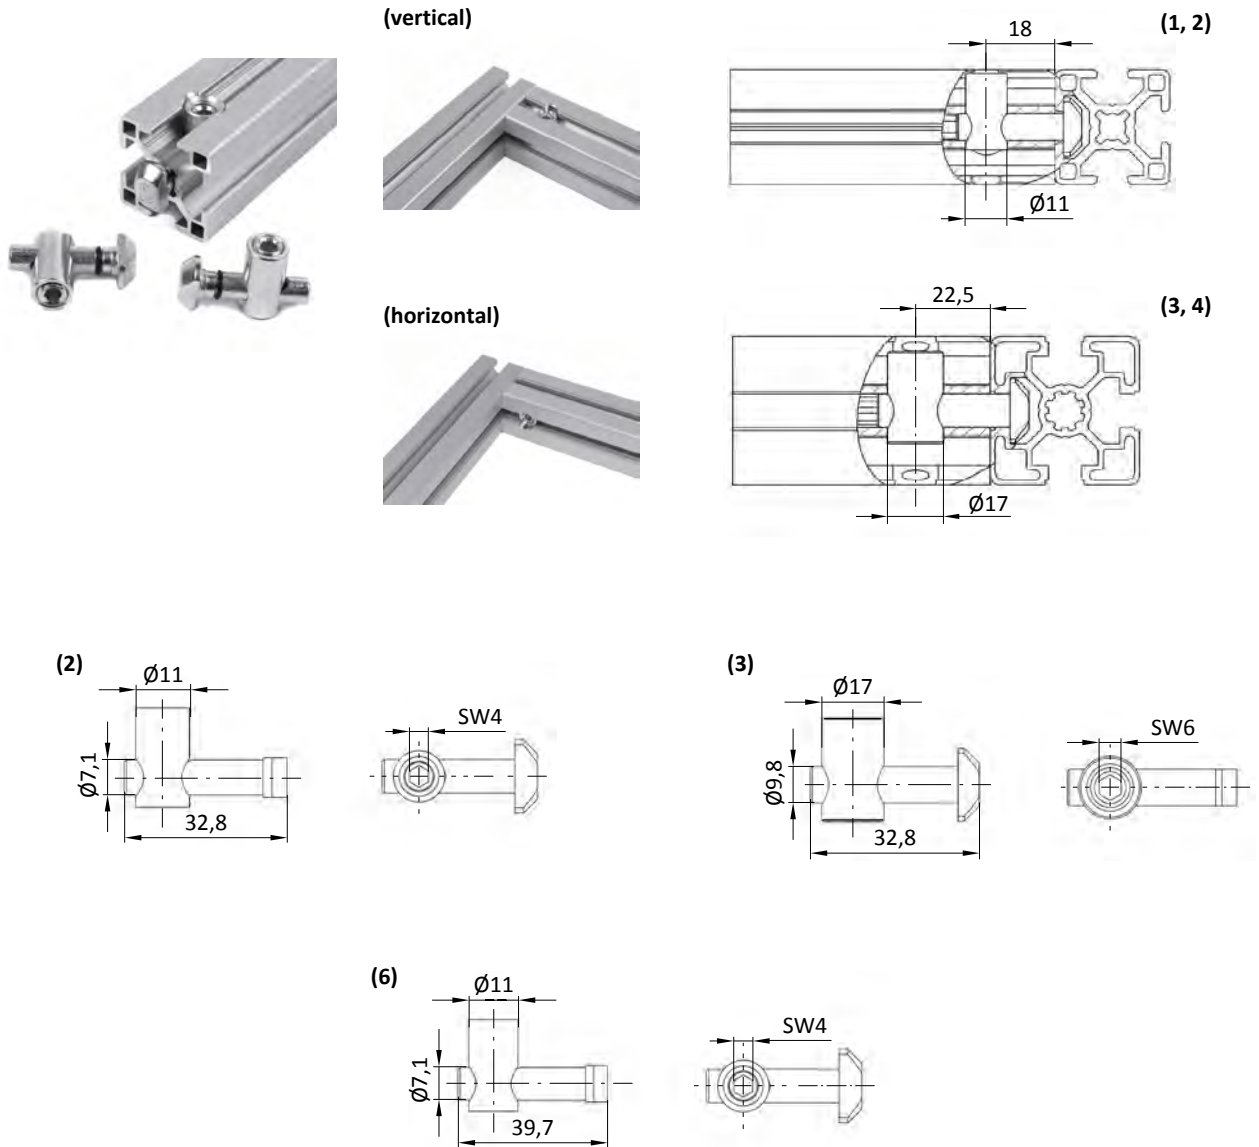 (vertical)
18
(1, 2)
Ø11
(horizontal)
22,5
(3, 4)
Ø17
(2)
Ø11
Ø7,1
32,8
SW4
(3)
Ø17
Ø9,8
32,8
SW6
(6)
Ø11
Ø7,1
39,7
SW4